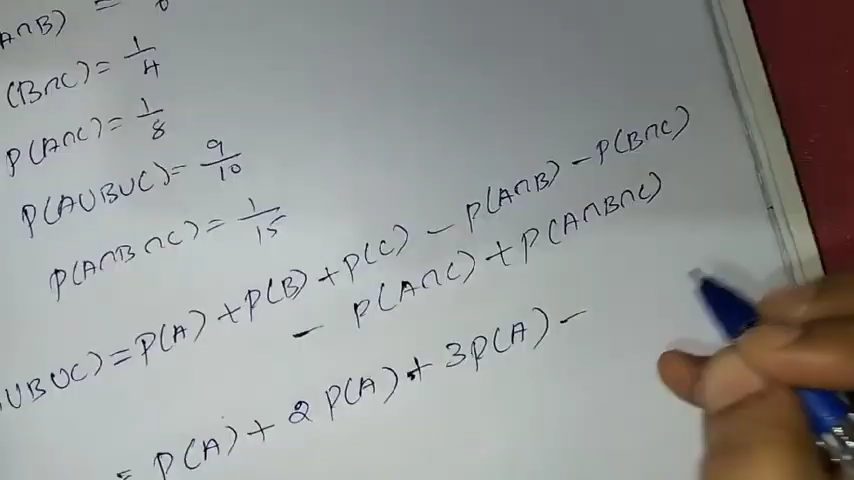 A∩B) =
(B∩C) = 1/4
P(A∩C) = 1/8
P(A∪B∪C) = 9/10
P(A∩B∩C) = 1/15
∪B∪C) = P(A) + P(B) + P(C) - P(A∩B) - P(B∩C)
- P(A∩C) + P(A∩B∩C)
= P(A) + 2P(A) + 3P(A) -